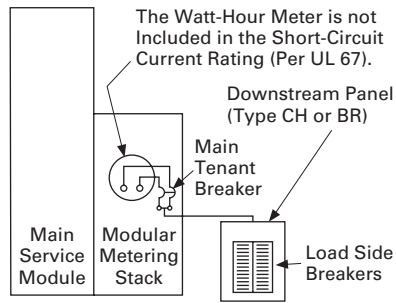 The Watt-Hour Meter is not
Included in the Short-Circuit
Current Rating (Per UL 67).
Downstream Panel
(Type CH or BR)
Main
Tenant
Breaker
Main
Service
Module
Modular
Metering
Stack
Load Side
Breakers